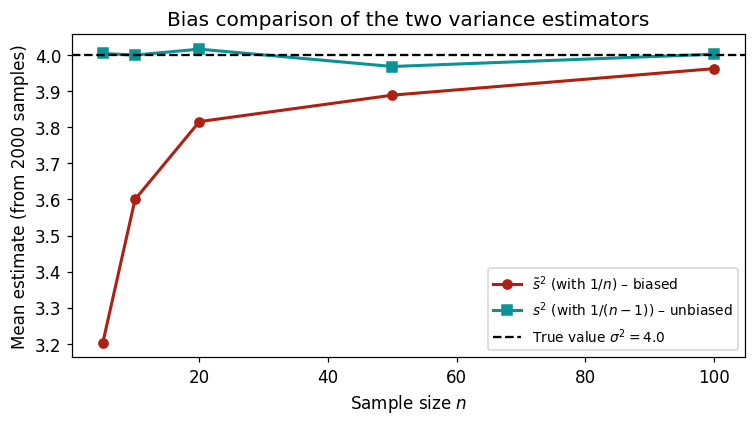 Bias comparison of the two variance estimators
Mean estimate (from 2000 samples)
4.0
3.9
3.8
3.7
3.6
3.5
3.4
3.3
3.2
s̃² (with 1/n) – biased
s² (with 1/(n − 1)) – unbiased
True value σ² = 4.0
20 40 60 80 100
Sample size n